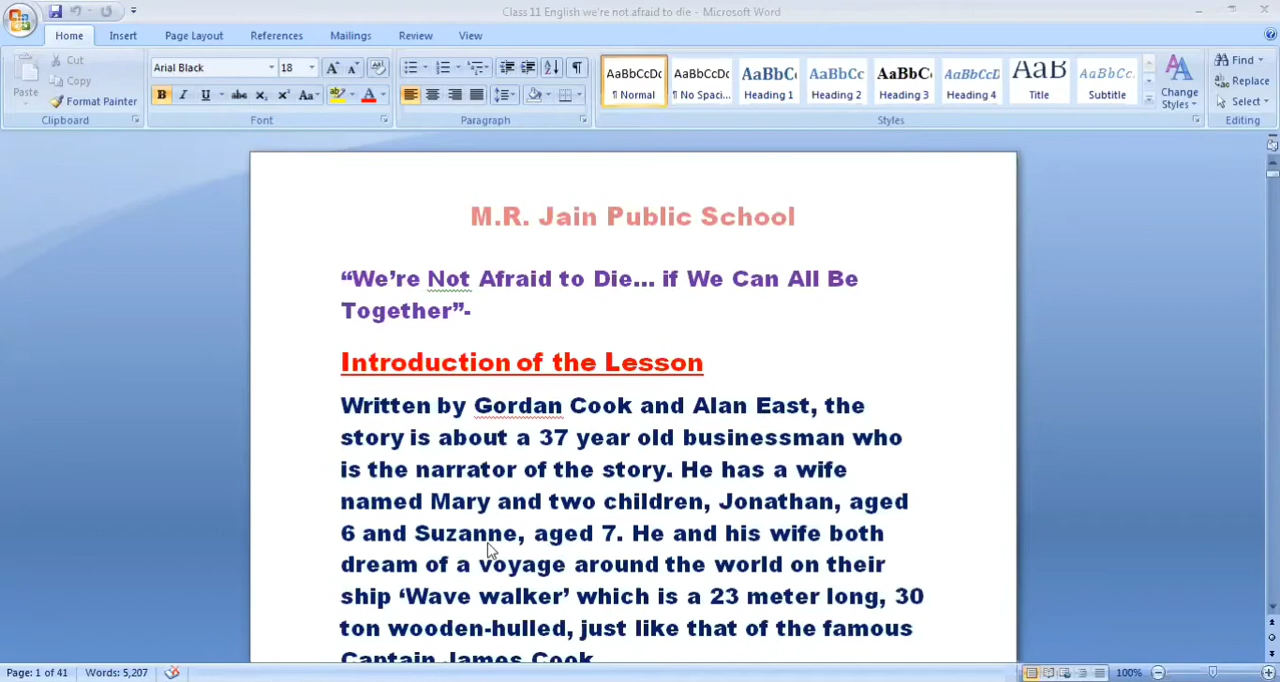 Class 11 English we're not afraid to die - Microsoft Word
Home Insert Page Layout References Mailings Review View
Paste
Cut
Copy
Format Painter
Clipboard
Arial Black 18
Font
Paragraph
AaBbCcDc AaBbCcDc AaBbC AaBbCc AaBbC AaBbCcD AaB AaBbCc.
¶ Normal ¶ No Spaci... Heading 1 Heading 2 Heading 3 Heading 4 Title Subtitle
Change Styles
Styles
Find
Replace
Select
Editing
M.R. Jain Public School
“We’re Not Afraid to Die... if We Can All Be
Together”-
Introduction of the Lesson
Written by Gordan Cook and Alan East, the
story is about a 37 year old businessman who
is the narrator of the story. He has a wife
named Mary and two children, Jonathan, aged
6 and Suzanne, aged 7. He and his wife both
dream of a voyage around the world on their
ship ‘Wave walker’ which is a 23 meter long, 30
ton wooden-hulled, just like that of the famous
Captain James Cook
Page: 1 of 41 Words: 5,207 100%